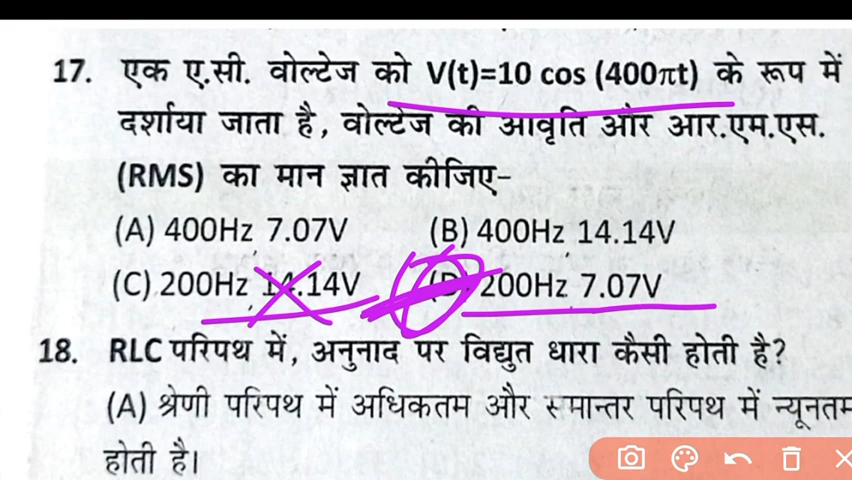 17. एक ए.सी. वोल्टेज को V(t)=10 cos (400πt) के रूप में
दर्शाया जाता है, वोल्टेज की आवृति और आर.एम.एस.
(RMS) का मान ज्ञात कीजिए–
(A) 400Hz, 7.07V (B) 400Hz, 14.14V
(C) 200Hz, 14.14V (D) 200Hz, 7.07V
18. RLC परिपथ में, अनुनाद पर विद्युत धारा कैसी होती है?
(A) श्रेणी परिपथ में अधिकतम और समान्तर परिपथ में न्यूनतम
होती है।